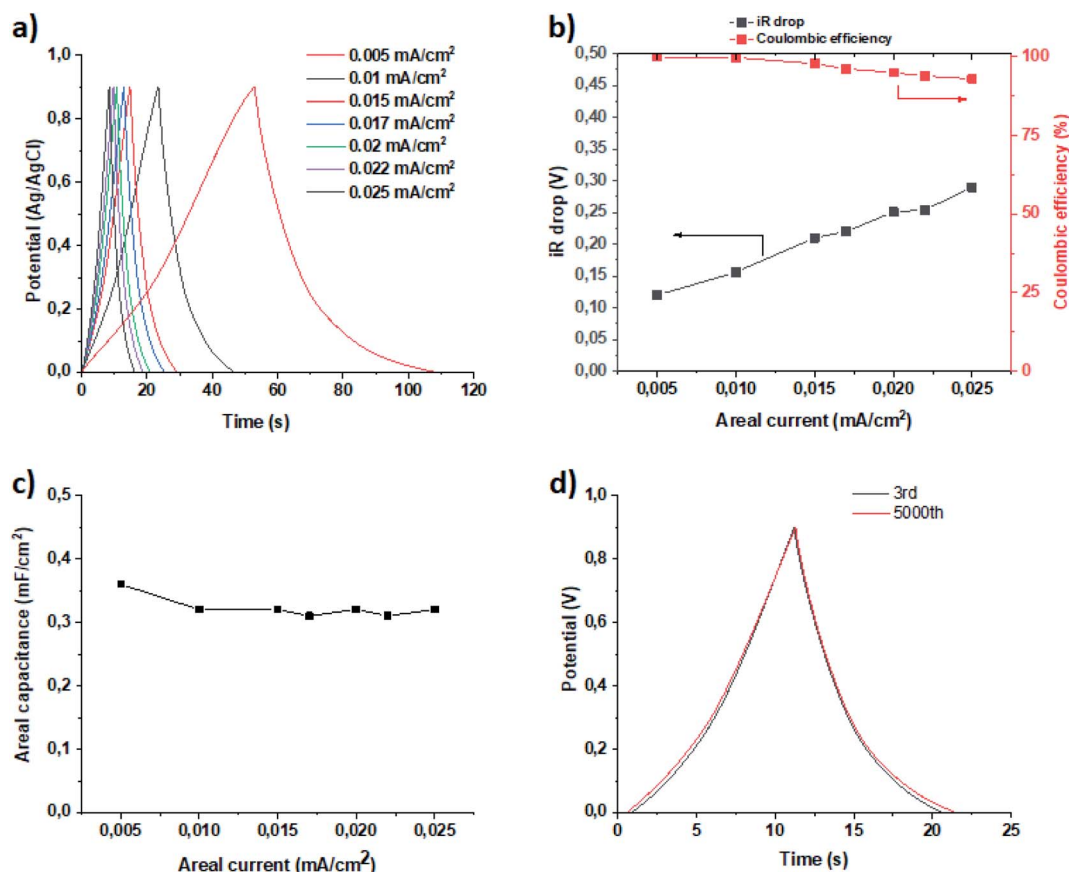 a)
1,0
0,8
0,6
0,4
0,2
0,0
Potential (Ag/AgCl)
0.005 mA/cm²
0.01 mA/cm²
0.015 mA/cm²
0.017 mA/cm²
0.02 mA/cm²
0.022 mA/cm²
0.025 mA/cm²
0 20 40 60 80 100 120
Time (s)
b)
iR drop
Coulombic efficiency
0,50
0,45
0,40
0,35
0,30
0,25
0,20
0,15
0,10
0,05
0,00
iR drop (V)
100
75
50
25
0
Coulombic efficiency (%)
0,005 0,010 0,015 0,020 0,025
Areal current (mA/cm²)
c)
0,5
0,4
0,3
0,2
0,1
0,0
Areal capacitance (mF/cm²)
0,005 0,010 0,015 0,020 0,025
Areal current (mA/cm²)
d)
3rd
5000th
1,0
0,8
0,6
0,4
0,2
0,0
Potential (V)
0 5 10 15 20 25
Time (s)